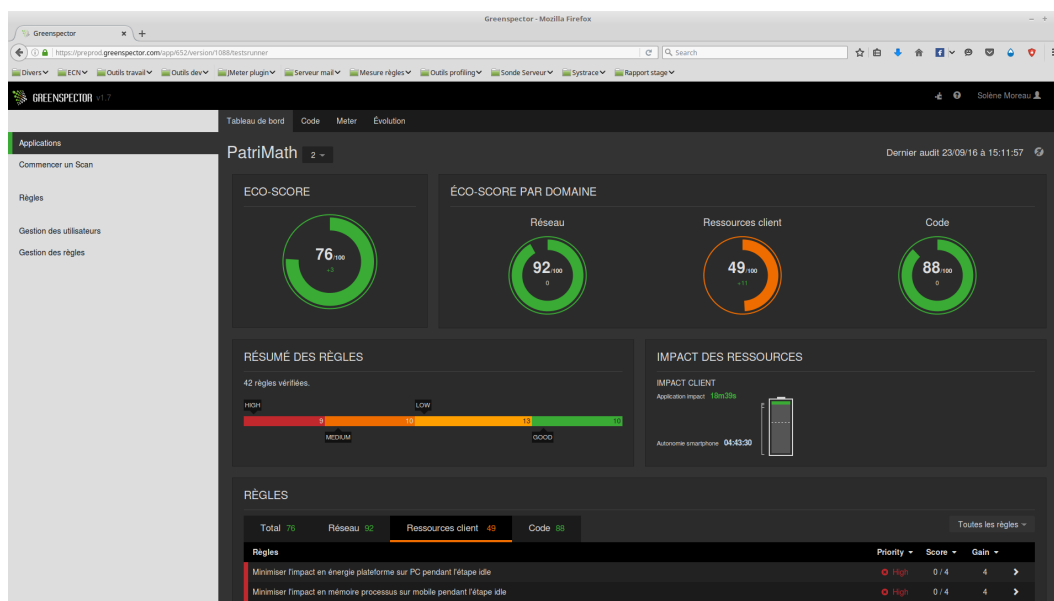 Greenspector - Mozilla Firefox
Greenspector
https://preprod.greenspector.com/app/652/version/1088/testsrunner
Search
Divers ECN Outils travail Outils dev JMeter plugin Serveur mail Mesure règles Outils profiling Sonde Serveur Systrace Rapport stage
GREENSPECTOR v1.7
Solène Moreau
Tableau de bord Code Meter Évolution
Applications
Commencer un Scan
Règles
Gestion des utilisateurs
Gestion des règles
PatriMath 2
Dernier audit 23/09/16 à 15:11:57
ECO-SCORE
76/100
+3
ÉCO-SCORE PAR DOMAINE
Réseau Ressources client Code
92/100 49/100 88/100
0 +11 0
RÉSUMÉ DES RÈGLES
42 règles vérifiées.
HIGH LOW
9 10 13 10
MEDIUM GOOD
IMPACT DES RESSOURCES
IMPACT CLIENT
Application impact 18m39s
Autonomie smartphone 04:43:30
RÈGLES
Total 76 Réseau 92 Ressources client 49 Code 88
Toutes les règles
Règles Priority Score Gain
Minimiser l'impact en énergie plateforme sur PC pendant l'étape idle High 0 / 4 4
Minimiser l'impact en mémoire processus sur mobile pendant l'étape idle High 0 / 4 4